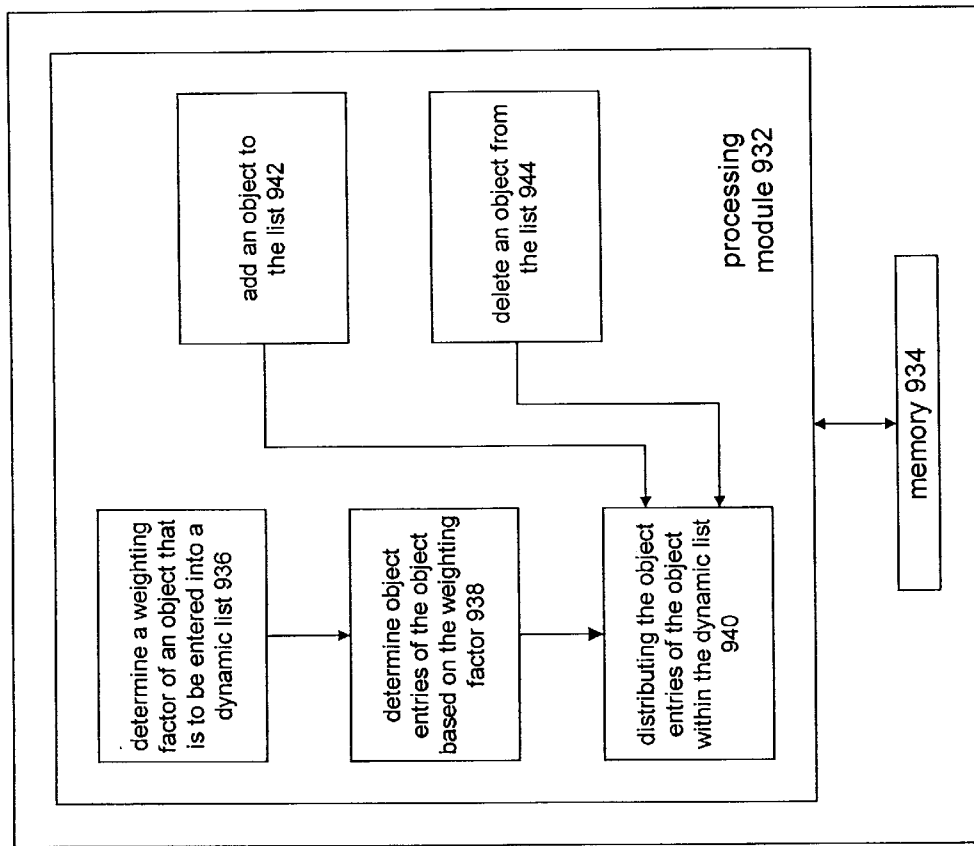 determine a weighting
factor of an object that
is to be entered into a
dynamic list 936
determine object
entries of the object
based on the weighting
factor 938
distributing the object
entries of the object
within the dynamic list
940
add an object to
the list 942
delete an object from
the list 944
processing
module 932
memory 934